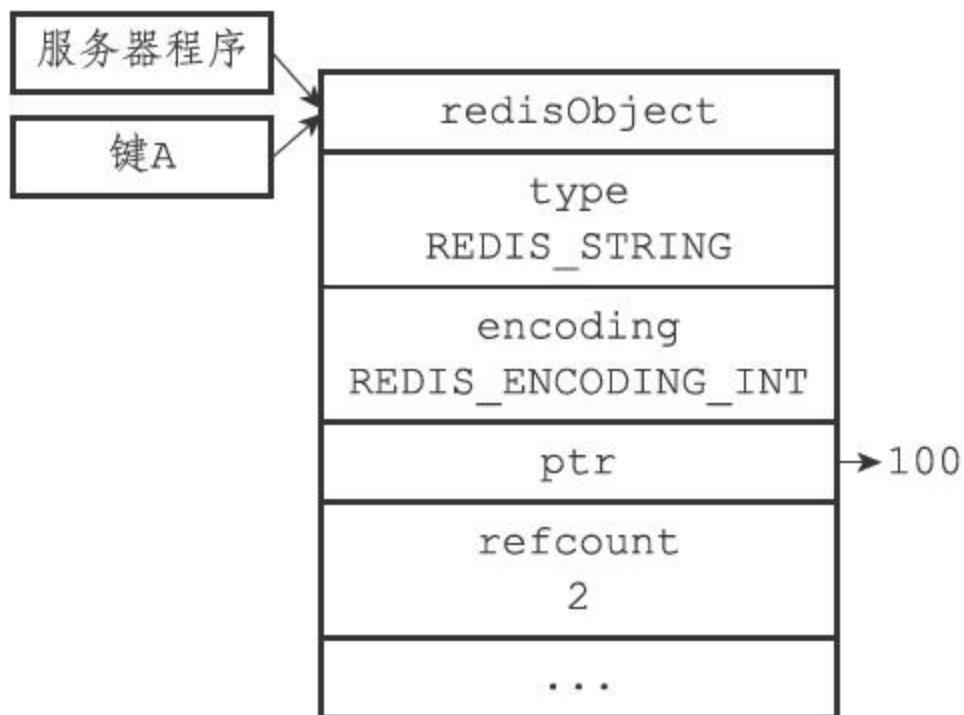 服务器程序
键A
redisObject
type
REDIS_STRING
encoding
REDIS_ENCODING_INT
ptr
100
refcount
2
...